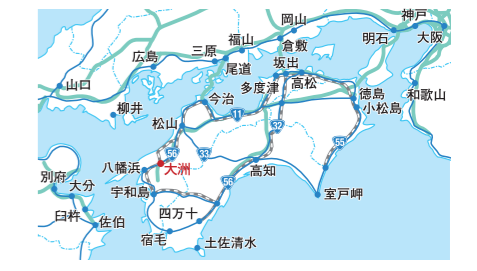 神戸
岡山
大阪
明石
福山
三原
倉敷
広島
尾道
坂出
山口
多度津
高松
和歌山
徳島
今治
小松島
柳井
11
松山
32
55
56
33
八幡浜
大洲
別府
高知
56
大分
宇和島
室戸岬
臼杵
四万十
佐伯
宿毛
土佐清水